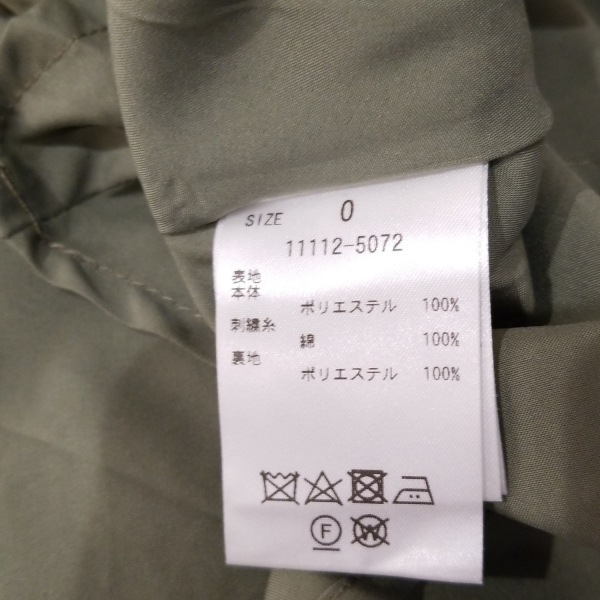 SIZE 0
11112-5072
表地
本体 ポリエステル 100%
刺繍糸 綿 100%
裏地 ポリエステル 100%
F
W